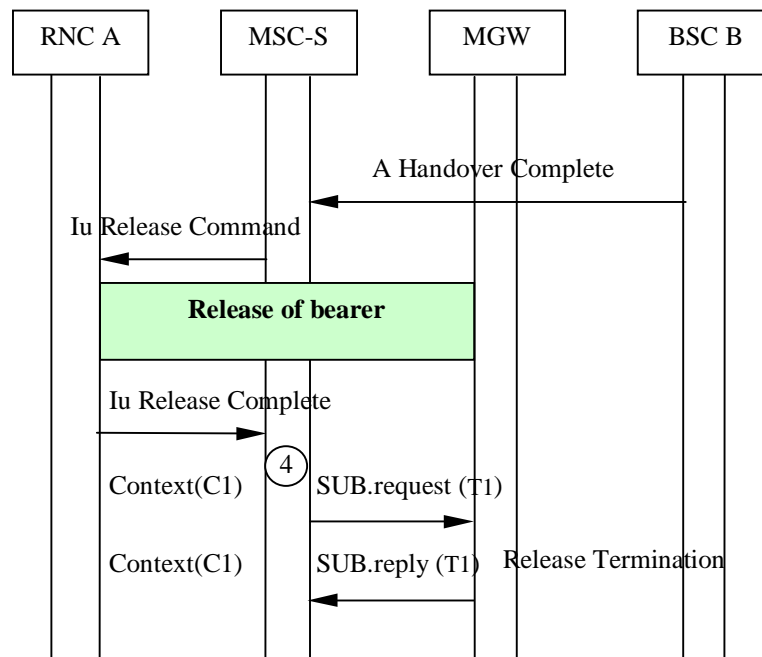 RNC A MSC-S MGW BSC B
A Handover Complete
Iu Release Command
Release of bearer
Iu Release Complete
4
Context(C1) SUB.request (T1)
Context(C1) SUB.reply (T1) Release Termination